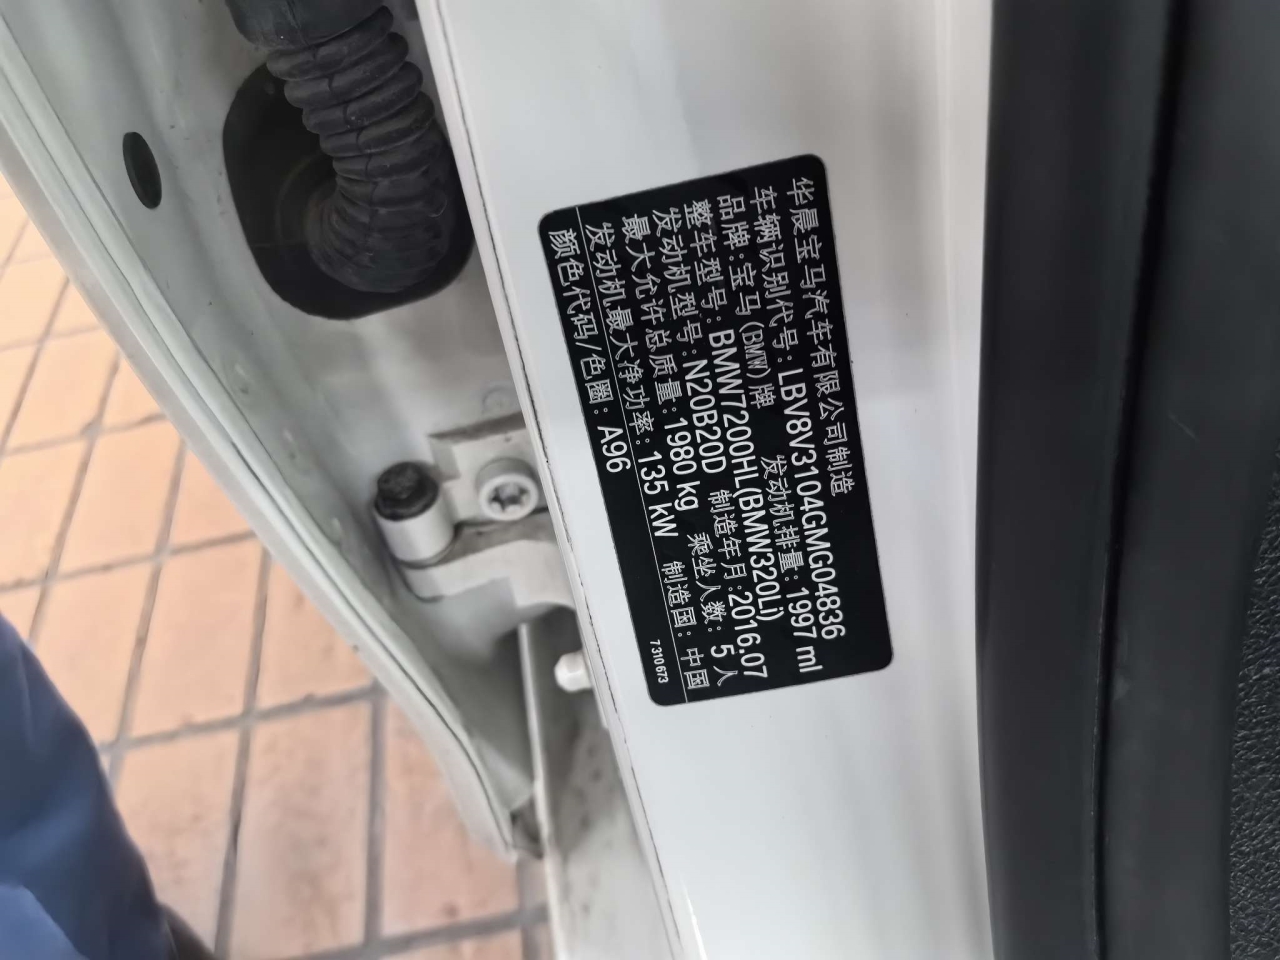 华晨宝马汽车有限公司制造
车辆识别代号: LBV8V3104GMG04836
品牌: 宝马(BMW)牌 发动机排量: 1997 ml
整车型号: BMW7200HL(BMW320Li)
发动机型号: N20B20D 制造年月: 2016.07
最大允许总质量: 1980 kg 乘坐人数: 5 人
发动机最大净功率: 135 kW 制造国: 中国
颜色代码/色圈: A96 7310673